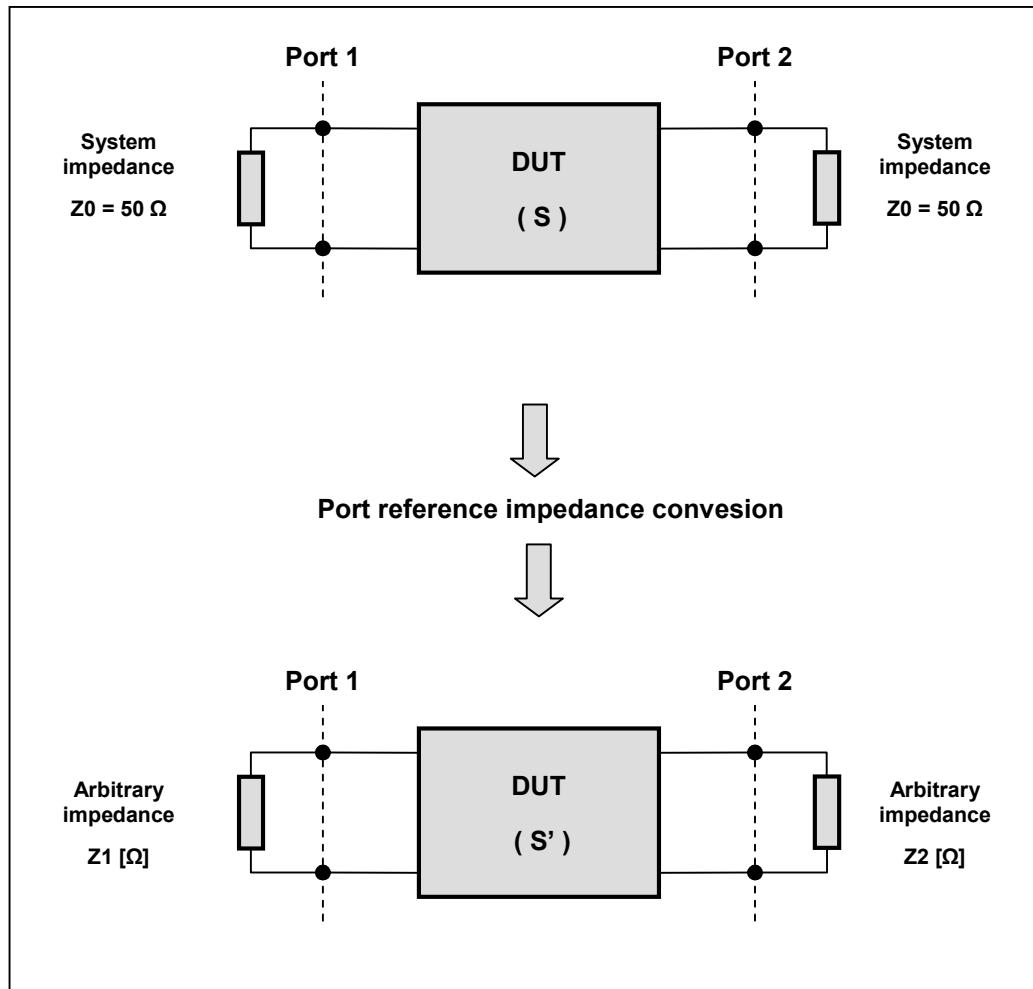 Port 1
Port 2
System
impedance
Z0 = 50 Ω
DUT
( S )
System
impedance
Z0 = 50 Ω
Port reference impedance convesion
Port 1
Port 2
Arbitrary
impedance
Z1 [Ω]
DUT
( S’ )
Arbitrary
impedance
Z2 [Ω]